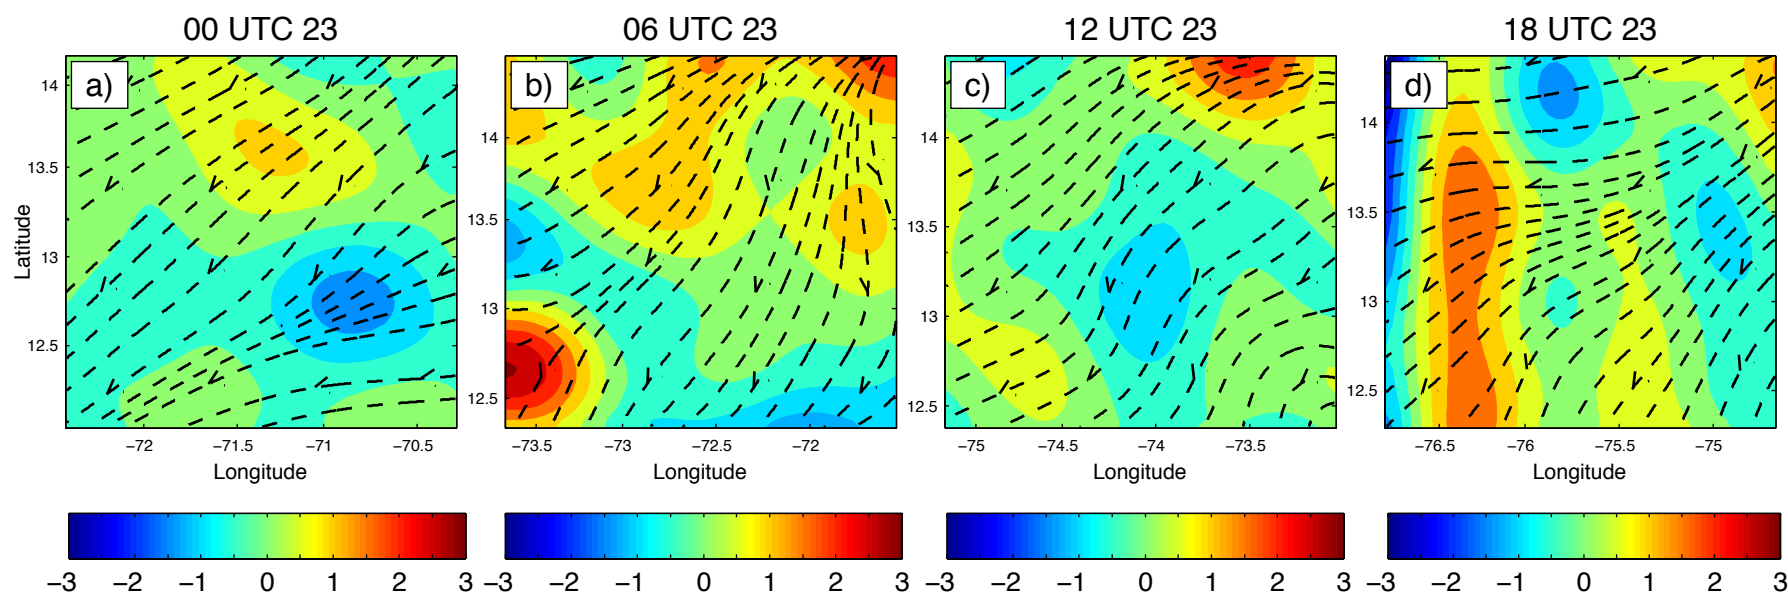 00 UTC 23 06 UTC 23 12 UTC 23 18 UTC 23
a) b) c) d)
14 13.5 13 12.5
Latitude
−72 −71.5 −71 −70.5
Longitude
14 13.5 13 12.5
−73.5 −73 −72.5 −72
Longitude
14 13.5 13 12.5
−75 −74.5 −74 −73.5
Longitude
14 13.5 13 12.5
−76.5 −76 −75.5 −75
Longitude
−3 −2 −1 0 1 2 3
−3 −2 −1 0 1 2 3
−3 −2 −1 0 1 2 3
−3 −2 −1 0 1 2 3